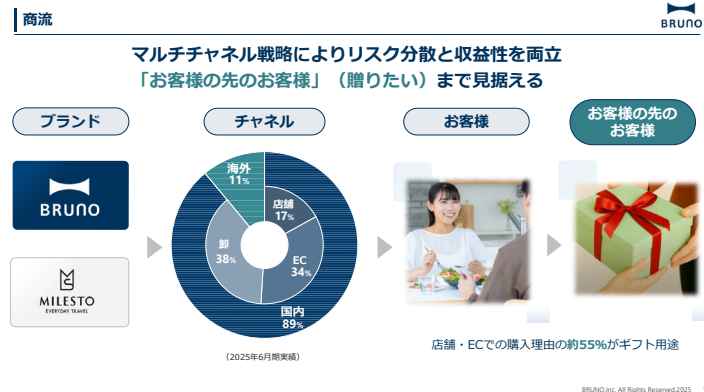 商流
BRUNO
マルチチャネル戦略によりリスク分散と収益性を両立
「お客様の先のお客様」（贈りたい）まで見据える
ブランド
チャネル
お客様
お客様の先の
お客様
BRUNO
MILESTO
EVERYDAY TRAVEL
海外
11%
店舗
17%
卸
38%
EC
34%
国内
89%
（2025年6月期実績）
店舗・ECでの購入理由の約55%がギフト用途
BRUNO,Inc. All Rights Reserved.2025